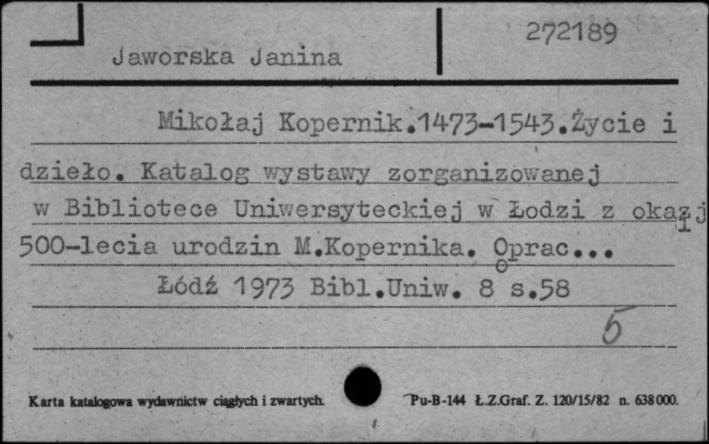 272189
Jaworska Janina
Mikołaj Kopernik.1473-1543.Życie i
dzieło. Katalog wystawy zorganizowanej
w Bibliotece Uniwersyteckiej w Łodzi z okazji
500-lecia urodzin M.Kopernika. Oprac...
Łódź 1973 Bibl.Uniw. 8° s.58
5
Karta katalogowa wydawnictw ciągłych i zwartych.
Pu-B-144 Ł.Z.Graf. Z. 120/15/82 n. 638000.